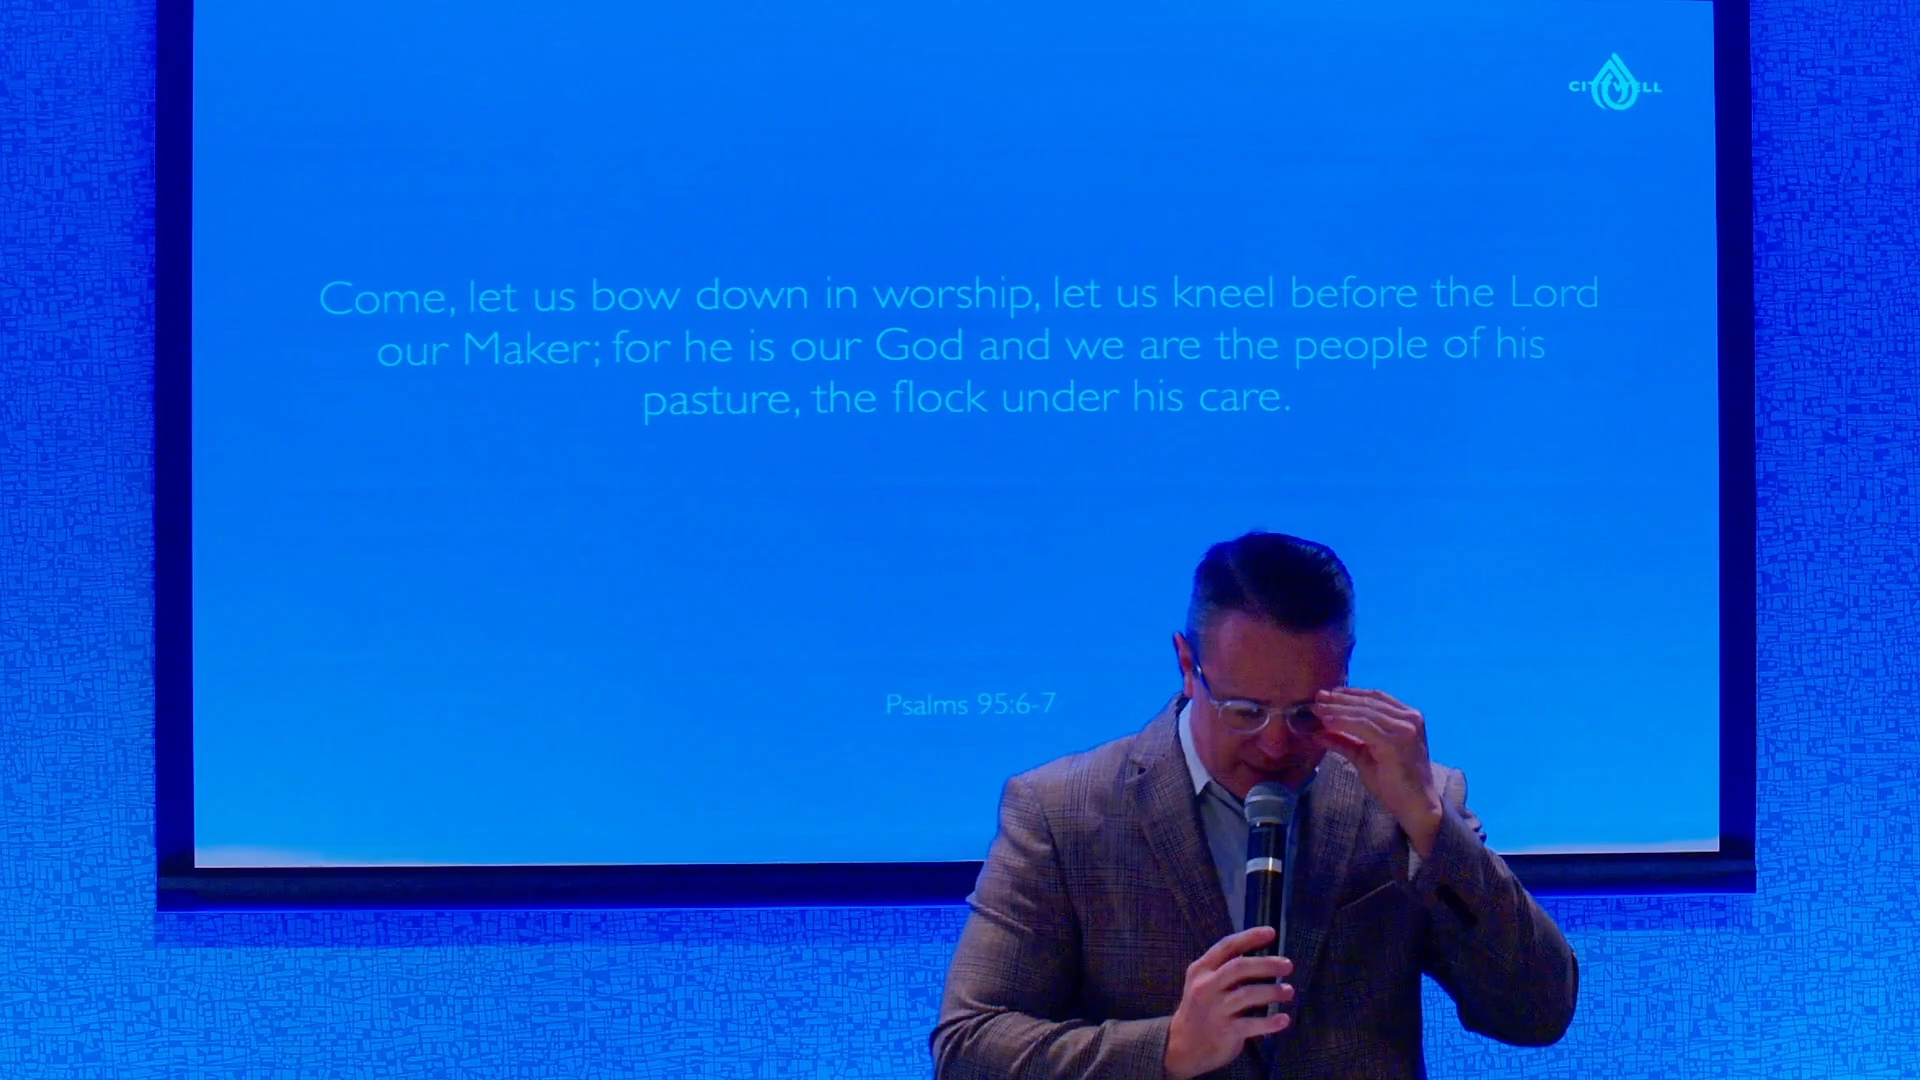 CITYWELL
Come, let us bow down in worship, let us kneel before the Lord
our Maker; for he is our God and we are the people of his
pasture, the flock under his care.
Psalms 95:6-7